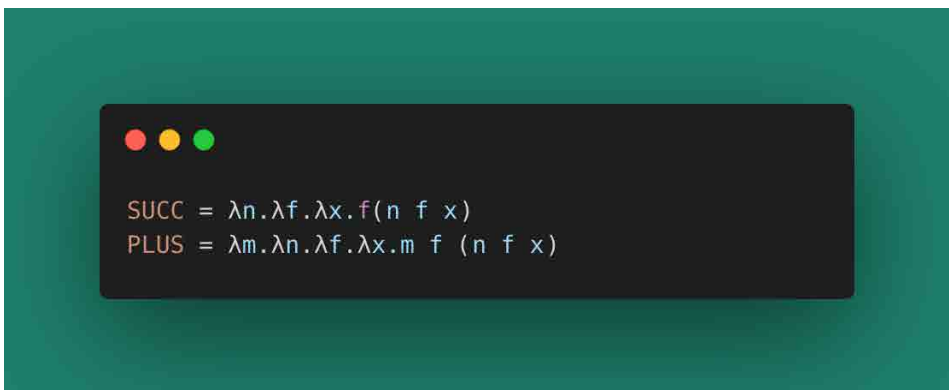 SUCC = λn.λf.λx.f(n f x)
PLUS = λm.λn.λf.λx.m f (n f x)